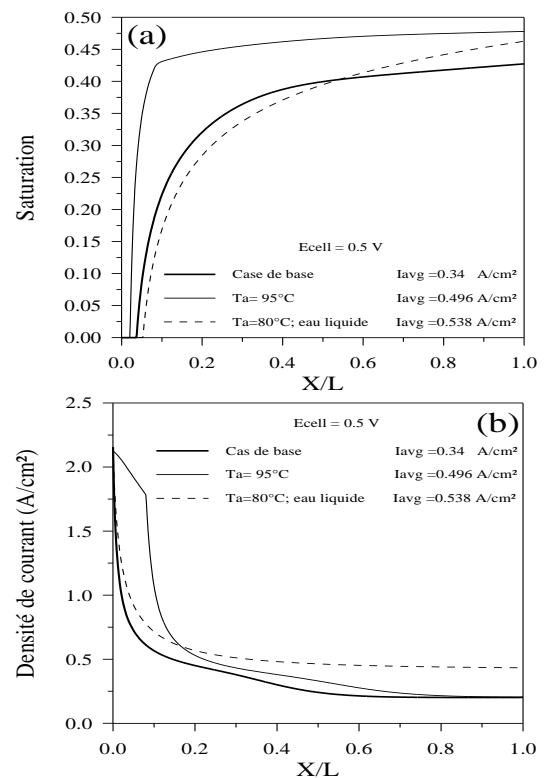 0.50
(a)
0.45
0.40
0.35
0.30
0.25
0.20
0.15
0.10
0.05
0.00
Saturation
Ecell = 0.5 V
Case de base Iavg =0.34 A/cm²
Ta= 95°C Iavg =0.496 A/cm²
Ta=80°C; eau liquide Iavg =0.538 A/cm²
0.0 0.2 0.4 0.6 0.8 1.0
X/L
2.5
(b)
2.0
1.5
1.0
0.5
0.0
Densité de courant (A/cm²)
Ecell = 0.5 V
Cas de base Iavg =0.34 A/cm²
Ta= 95°C Iavg =0.496 A/cm²
Ta=80°C; eau liquide Iavg =0.538 A/cm²
0.0 0.2 0.4 0.6 0.8 1.0
X/L